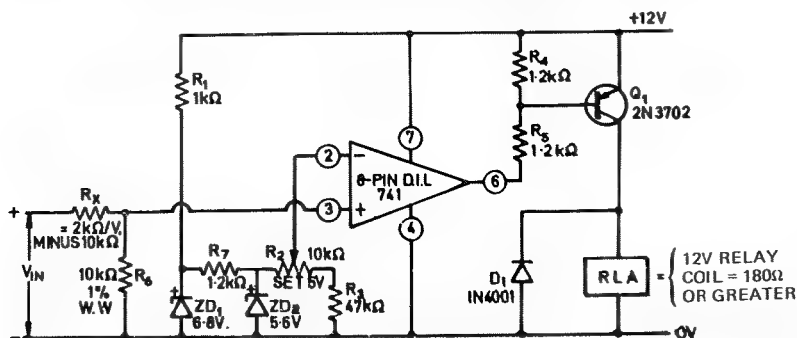 +12V
R1
1kΩ
R4
1·2kΩ
Q1
2N3702
R5
1·2kΩ
7
2
8-PIN D.I.L
741
6
3
4
+
RX
= 2kΩ/V,
MINUS 10kΩ
VIN
10kΩ
1%
W.W
R6
R7
1·2kΩ
R2
10kΩ
SET 5V
R3
47kΩ
ZD1
6·8V.
ZD2
5·6V
D1
IN4001
RLA
=
12V RELAY
COIL = 180Ω
OR GREATER
0V